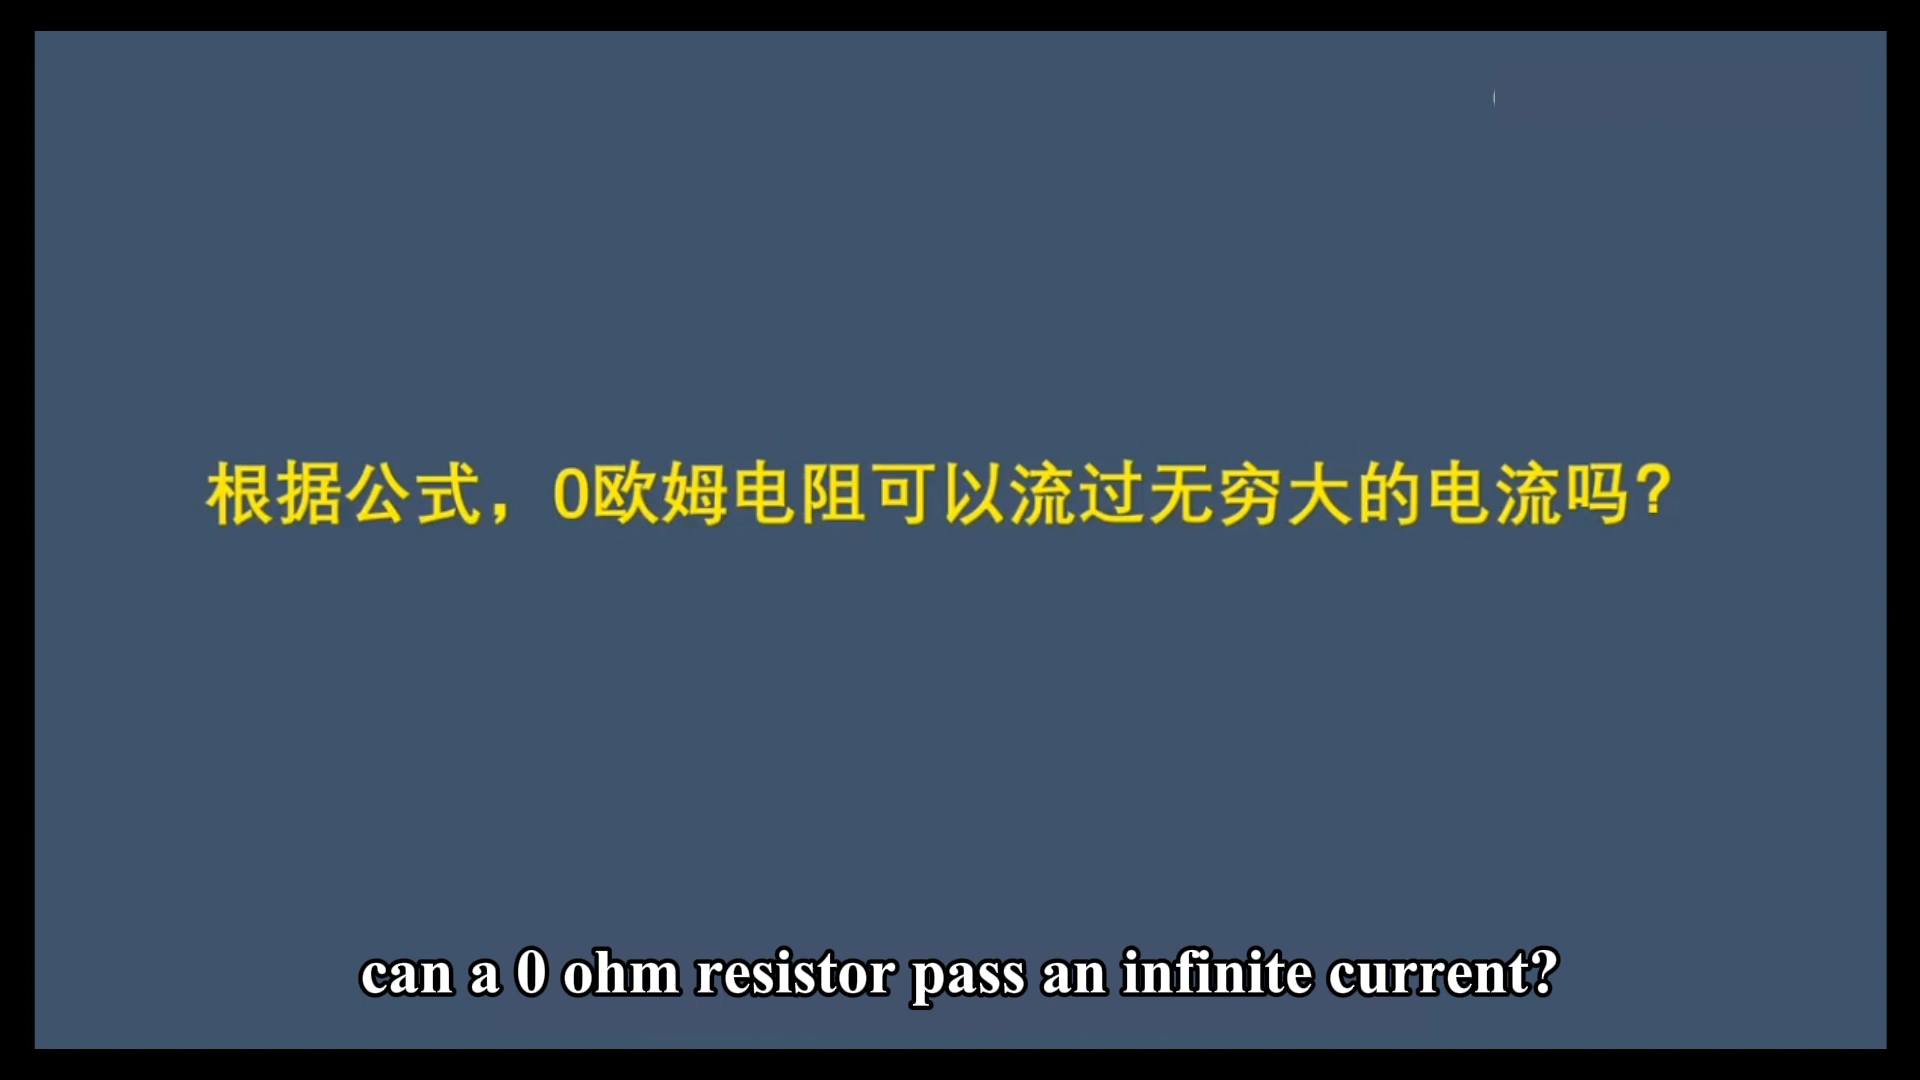 根据公式，0欧姆电阻可以流过无穷大的电流吗？
can a 0 ohm resistor pass an infinite current?